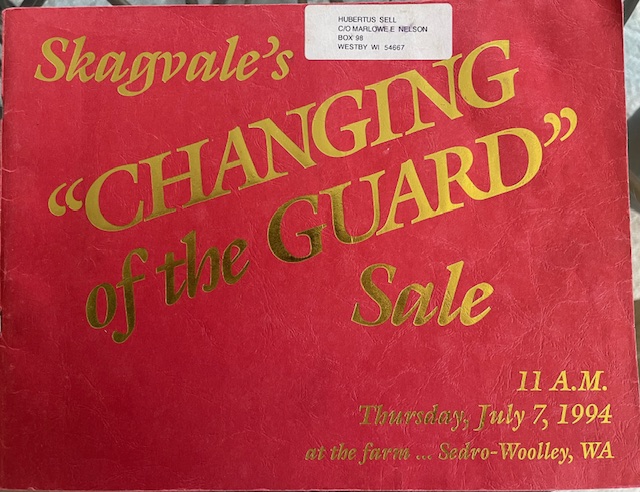 HUBERTUS SELL
C/O MARLOWE E NELSON
BOX 98
WESTBY WI 54667
Skagvale's
"CHANGING
of the GUARD"
Sale
11 A.M.
Thursday, July 7, 1994
at the farm ... Sedro-Woolley, WA